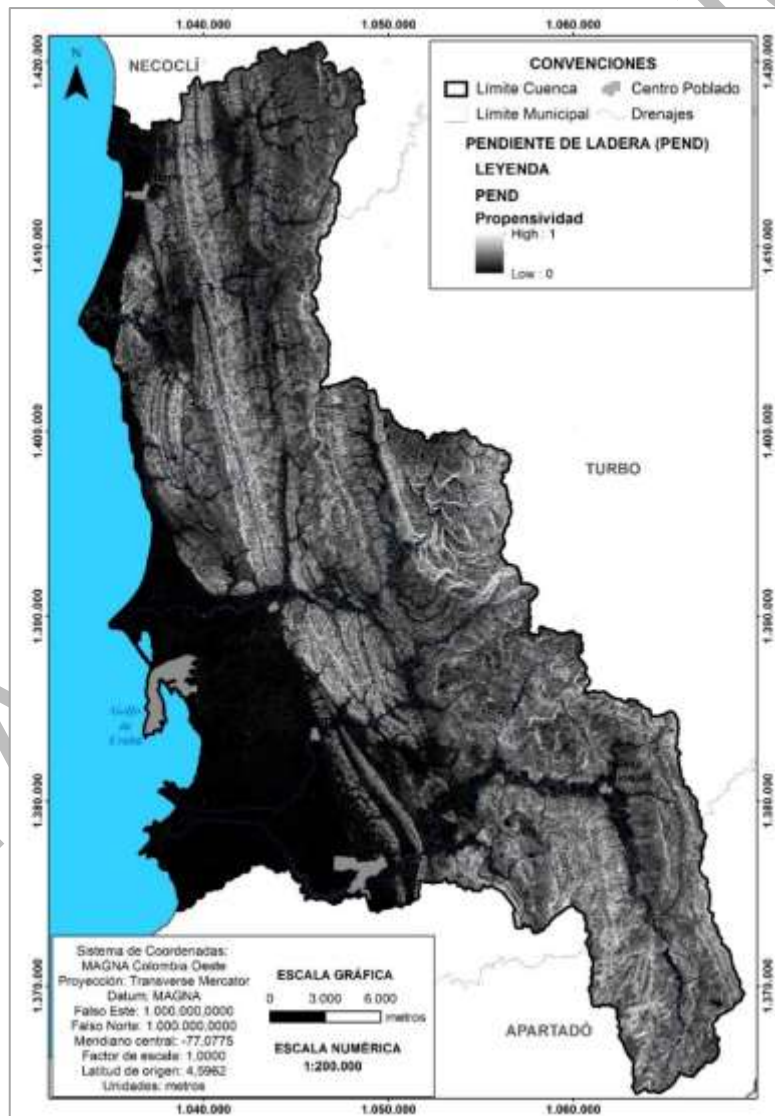 1.040.000 1.050.000 1.060.000
1.420.000
1.410.000
1.400.000
1.390.000
1.380.000
1.370.000
N
NECOCLÍ
CONVENCIONES
Límite Cuenca Centro Poblado
Límite Municipal Drenajes
PENDIENTE DE LADERA (PEND)
LEYENDA
PEND
Propensividad
High : 1
Low : 0
1.420.000
1.410.000
1.400.000
1.390.000
1.380.000
1.370.000
TURBO
Golfo
de
Urabá
APARTADÓ
Sistema de Coordenadas:
MAGNA Colombia Oeste
Proyección: Transverse Mercator
Datum: MAGNA
Falso Este: 1.000.000,0000
Falso Norte: 1.000.000,0000
Meridiano central: -77,0775
Factor de escala: 1,0000
Latitud de origen: 4,5962
Unidades: metros
ESCALA GRÁFICA
0 3.000 6.000
metros
ESCALA NUMÉRICA
1:200.000
1.040.000 1.050.000 1.060.000